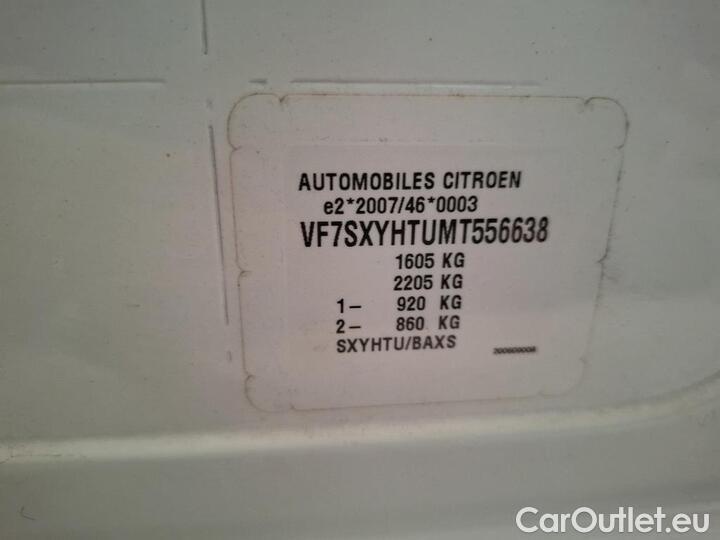 AUTOMOBILES CITROEN
e2*2007/46*0003
VF7SXYHTUMT556638
1605 KG
2205 KG
1– 920 KG
2– 860 KG
SXYHTU/BAXS
CarOutlet.eu